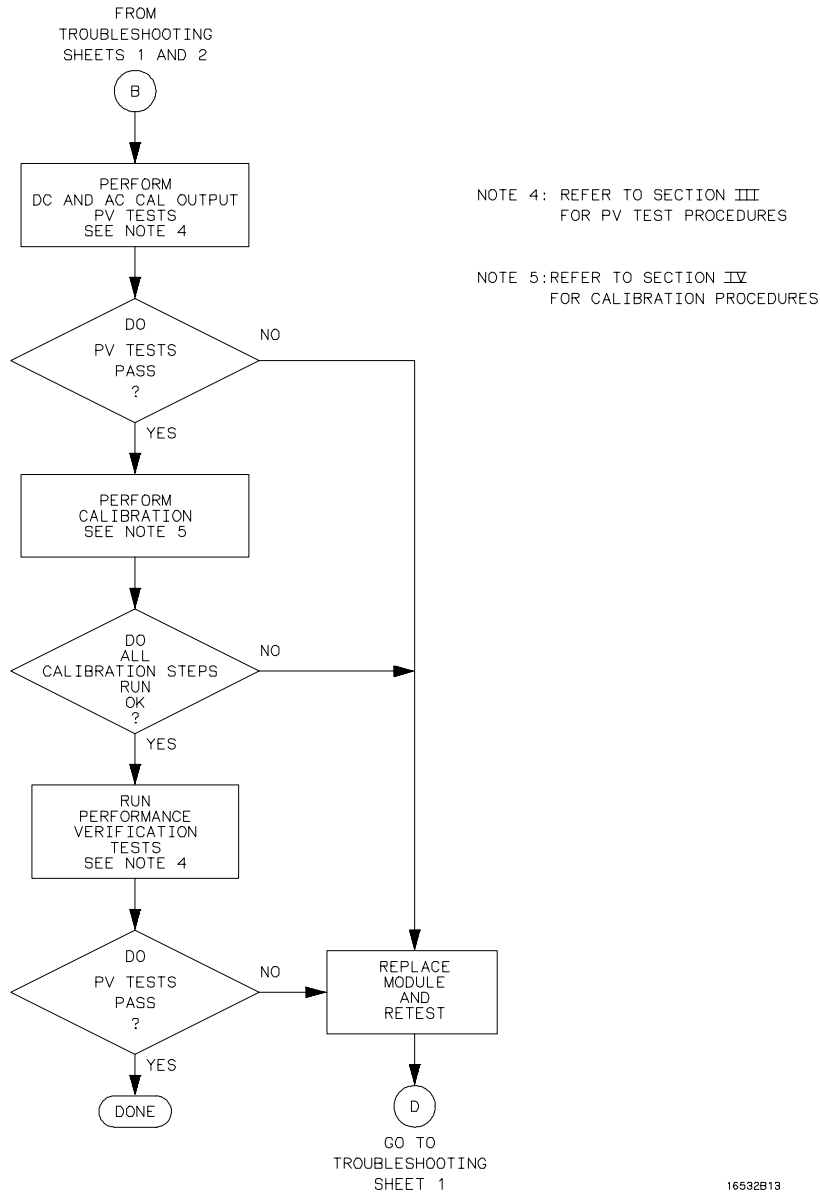 FROM
TROUBLESHOOTING
SHEETS 1 AND 2
B
PERFORM
DC AND AC CAL OUTPUT
PV TESTS
SEE NOTE 4
NOTE 4: REFER TO SECTION III
FOR PV TEST PROCEDURES
NOTE 5:REFER TO SECTION IV
FOR CALIBRATION PROCEDURES
DO
PV TESTS
PASS
?
NO
YES
PERFORM
CALIBRATION
SEE NOTE 5
DO
ALL
CALIBRATION STEPS
RUN
OK
?
NO
YES
RUN
PERFORMANCE
VERIFICATION
TESTS
SEE NOTE 4
DO
PV TESTS
PASS
?
NO
YES
REPLACE
MODULE
AND
RETEST
DONE
D
GO TO
TROUBLESHOOTING
SHEET 1
16532B13